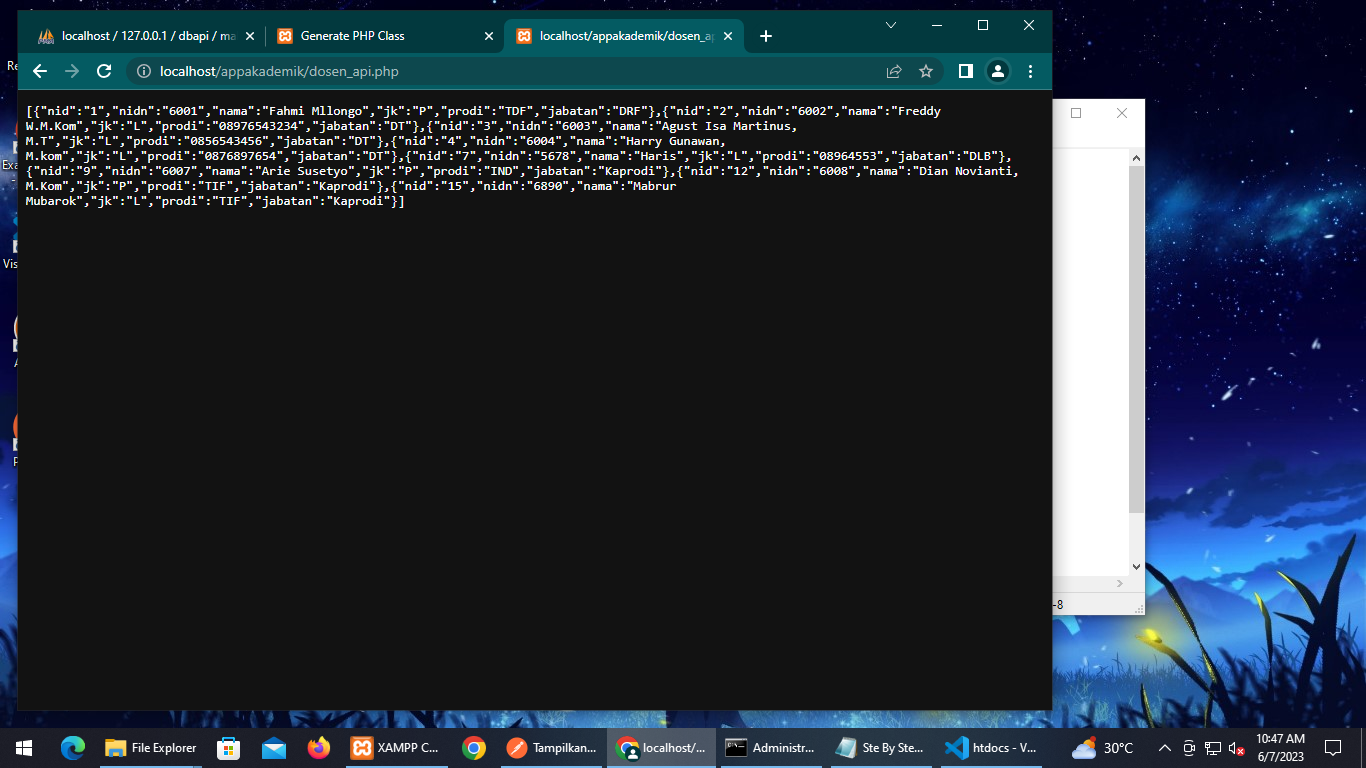 localhost / 127.0.0.1 / dbapi / ma
Generate PHP Class
localhost/appakademik/dosen_ap
localhost/appakademik/dosen_api.php
[{"nid":"1","nidn":"6001","nama":"Fahmi Mllongo","jk":"P","prodi":"TDF","jabatan":"DRF"},{"nid":"2","nidn":"6002","nama":"Freddy
W.M.Kom","jk":"L","prodi":"08976543234","jabatan":"DT"},{"nid":"3","nidn":"6003","nama":"Agust Isa Martinus,
M.T","jk":"L","prodi":"0856543456","jabatan":"DT"},{"nid":"4","nidn":"6004","nama":"Harry Gunawan,
M.kom","jk":"L","prodi":"0876897654","jabatan":"DT"},{"nid":"7","nidn":"5678","nama":"Haris","jk":"L","prodi":"08964553","jabatan":"DLB"},
{"nid":"9","nidn":"6007","nama":"Arie Susetyo","jk":"P","prodi":"IND","jabatan":"Kaprodi"},{"nid":"12","nidn":"6008","nama":"Dian Novianti,
M.Kom","jk":"P","prodi":"TIF","jabatan":"Kaprodi"},{"nid":"15","nidn":"6890","nama":"Mabrur
Mubarok","jk":"L","prodi":"TIF","jabatan":"Kaprodi"}]
Re
Exa
Vis
A
P
-8
File Explorer
XAMPP C...
Tampilkan...
localhost/...
Administr...
Ste By Ste...
htdocs - V...
30°C
10:47 AM
6/7/2023